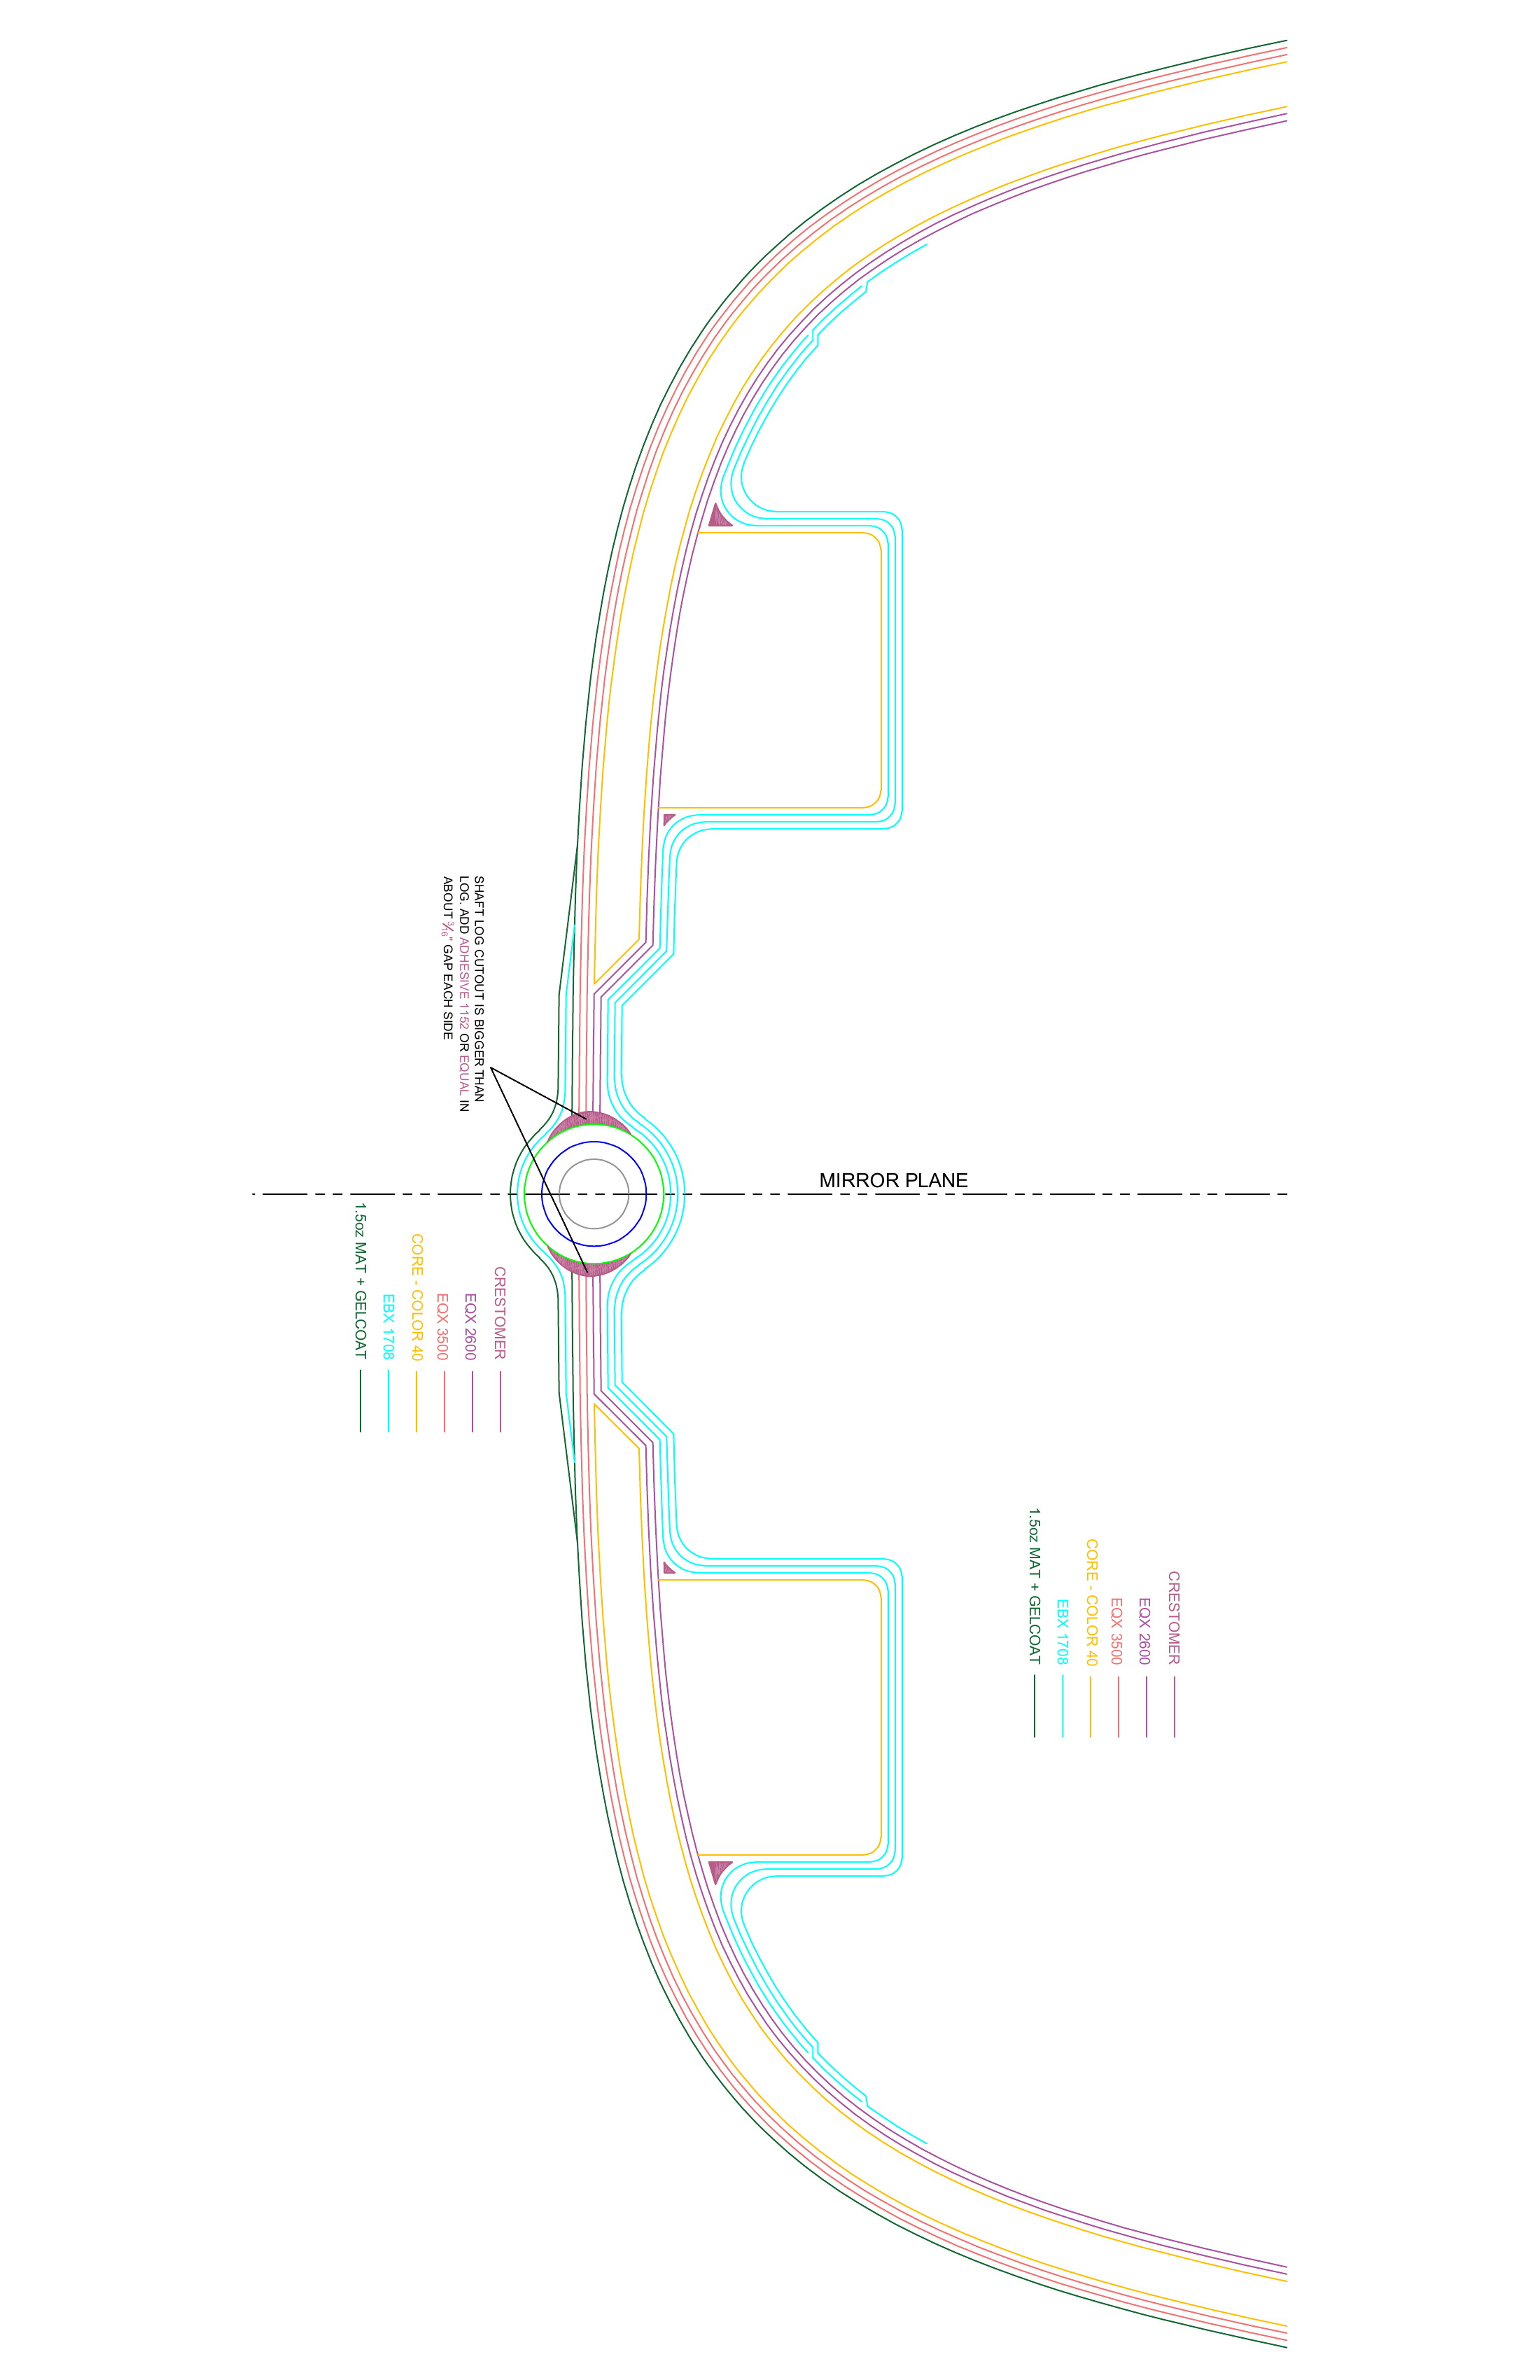 SHAFT LOG CUTOUT IS BIGGER THAN
LOG. ADD ADHESIVE 1152 OR EQUAL IN
ABOUT 3/16" GAP EACH SIDE
MIRROR PLANE
CRESTOMER
EQX 2600
EQX 3500
CORE - COLOR 40
EBX 1708
1.5oz MAT + GELCOAT
CRESTOMER
EQX 2600
EQX 3500
CORE - COLOR 40
EBX 1708
1.5oz MAT + GELCOAT